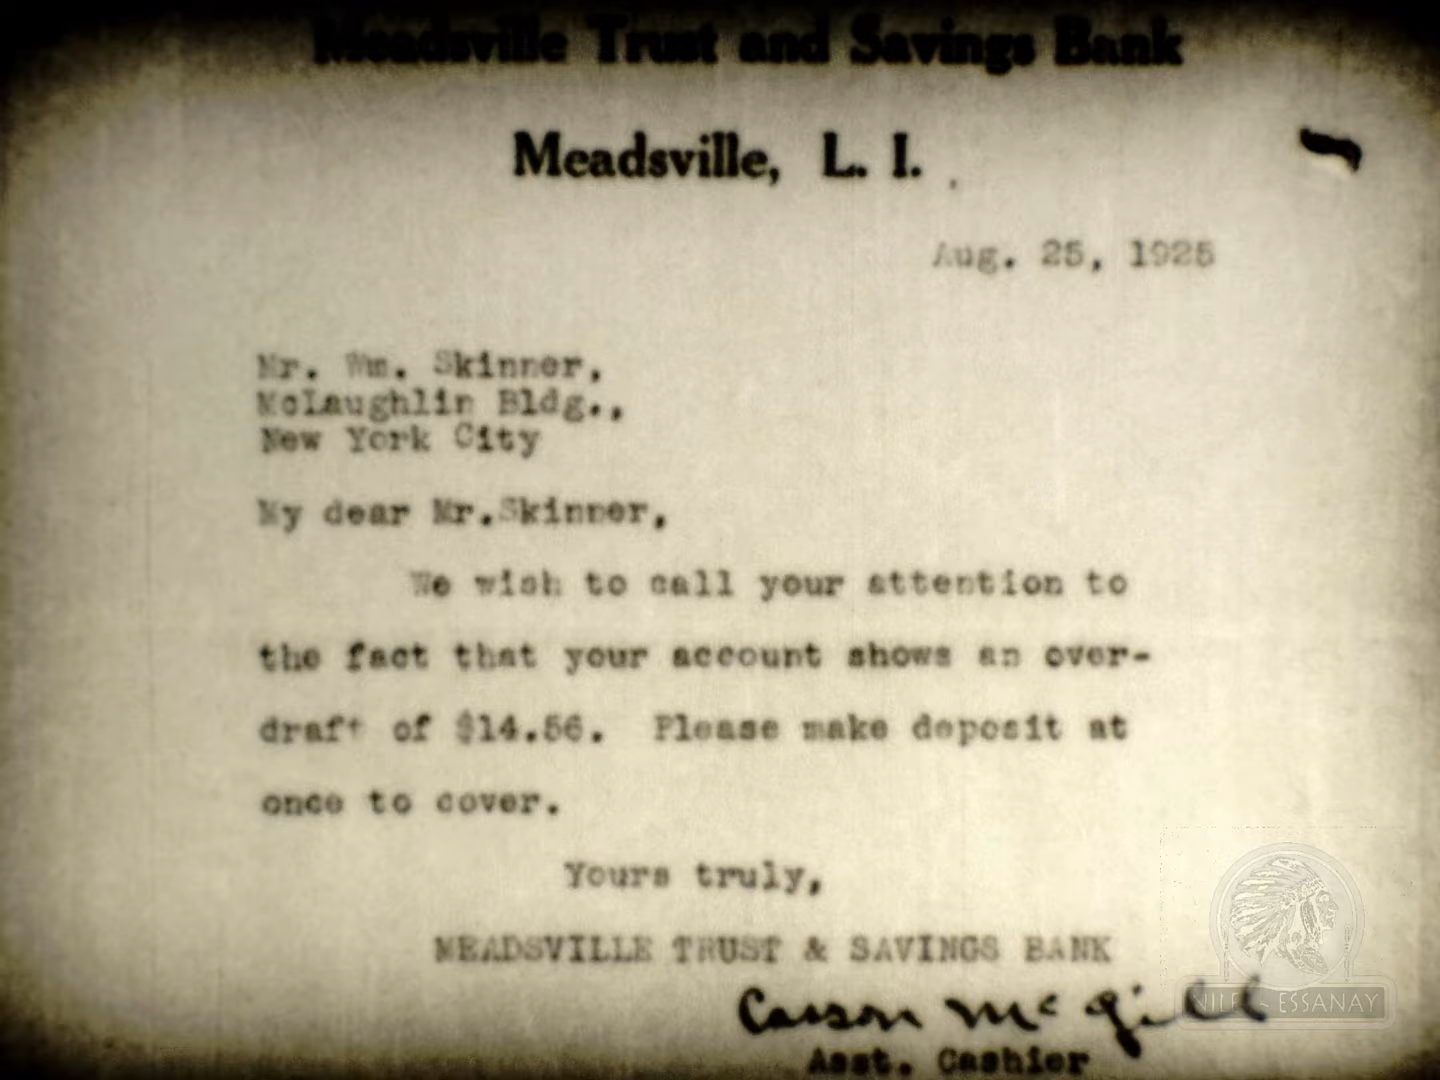 Meadsville Trust and Savings Bank
Meadsville, L. I.
Aug. 25, 1925
Mr. Wm. Skinner,
McLaughlin Bldg.,
New York City
My dear Mr.Skinner,
We wish to call your attention to
the fact that your account shows an over-
draft of $14.56. Please make deposit at
once to cover.
Yours truly,
MEADSVILLE TRUST & SAVINGS BANK
Carson McGill
Asst. Cashier
NILES - ESSANAY